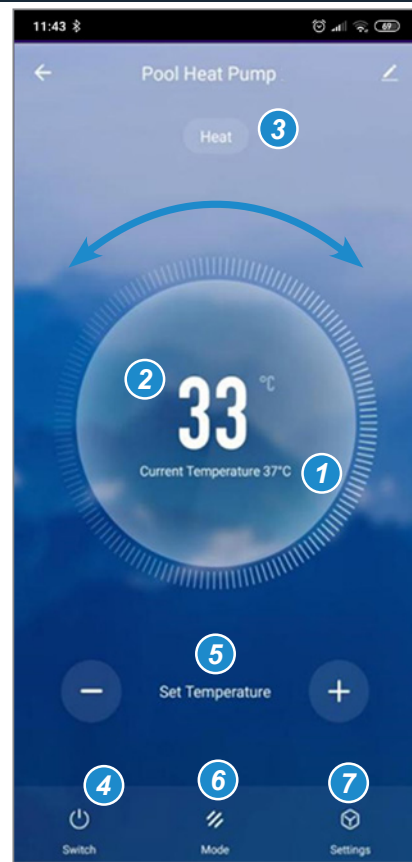 11:43 69
Pool Heat Pump
Heat 3
2 33 °C
Current Temperature 37°C 1
5
Set Temperature
4 6 7
Switch Mode Settings